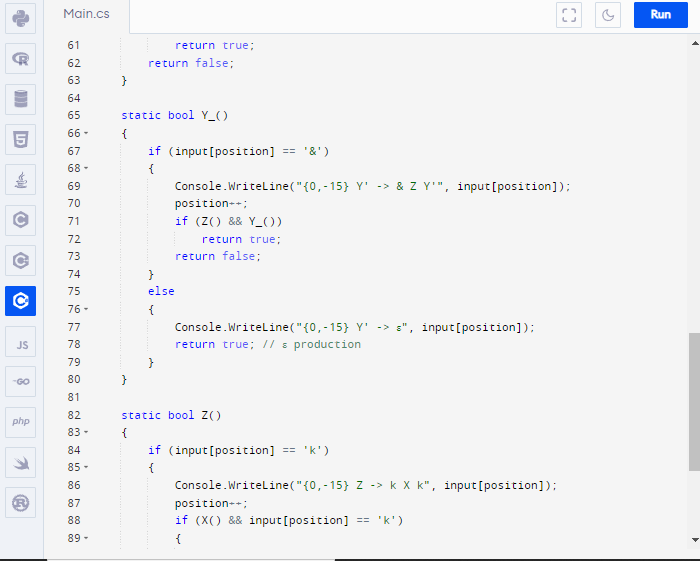 Main.cs
Run
61 return true;
62 return false;
63 }
64
65 static bool Y_()
66 {
67 if (input[position] == '&')
68 {
69 Console.WriteLine("{0,-15} Y' -> & Z Y'", input[position]);
70 position++;
71 if (Z() && Y_())
72 return true;
73 return false;
74 }
75 else
76 {
77 Console.WriteLine("{0,-15} Y' -> ε", input[position]);
78 return true; // ε production
79 }
80 }
81
82 static bool Z()
83 {
84 if (input[position] == 'k')
85 {
86 Console.WriteLine("{0,-15} Z -> k X k", input[position]);
87 position++;
88 if (X() && input[position] == 'k')
89 {
R
5
C
C
C
JS
GO
php
R